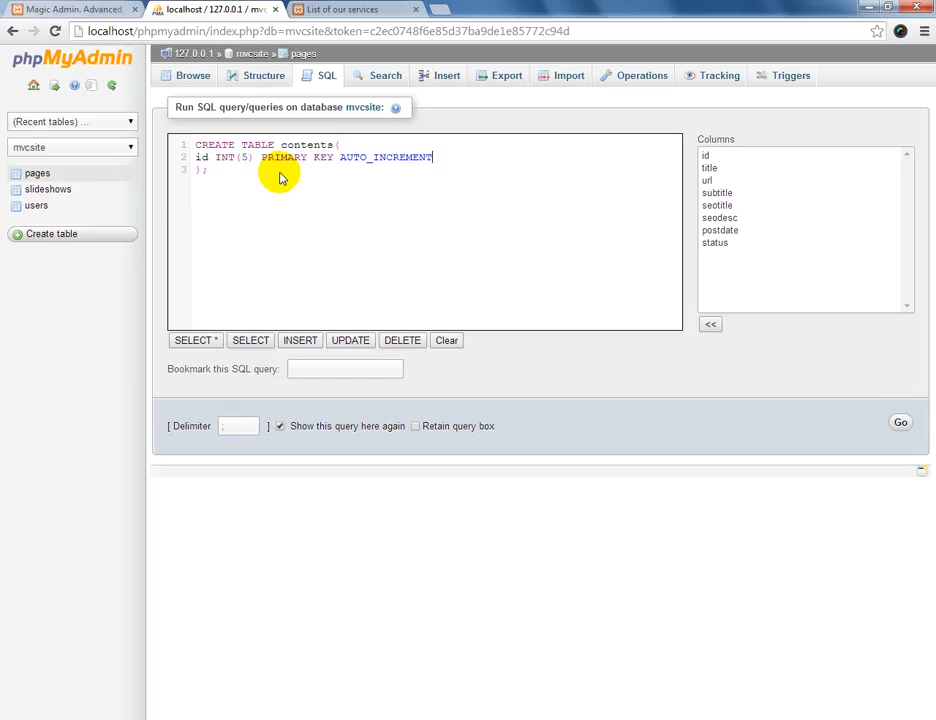 Magic Admin. Advanced,
localhost / 127.0.0.1 / mvc
List of our services
localhost/phpmyadmin/index.php?db=mvcsite&token=c2ec0748f6e85d37ba9de1e85772c94d
phpMyAdmin
127.0.0.1 » mvcsite » pages
Browse
Structure
SQL
Search
Insert
Export
Import
Operations
Tracking
Triggers
(Recent tables) ...
mvcsite
pages
slideshows
users
Create table
Run SQL query/queries on database mvcsite:
1 CREATE TABLE contents(
2 id INT(5) PRIMARY KEY AUTO_INCREMENT
3 );
Columns
id
title
url
subtitle
seotitle
seodesc
postdate
status
<<
SELECT *
SELECT
INSERT
UPDATE
DELETE
Clear
Bookmark this SQL query:
[ Delimiter ; ] Show this query here again Retain query box
Go